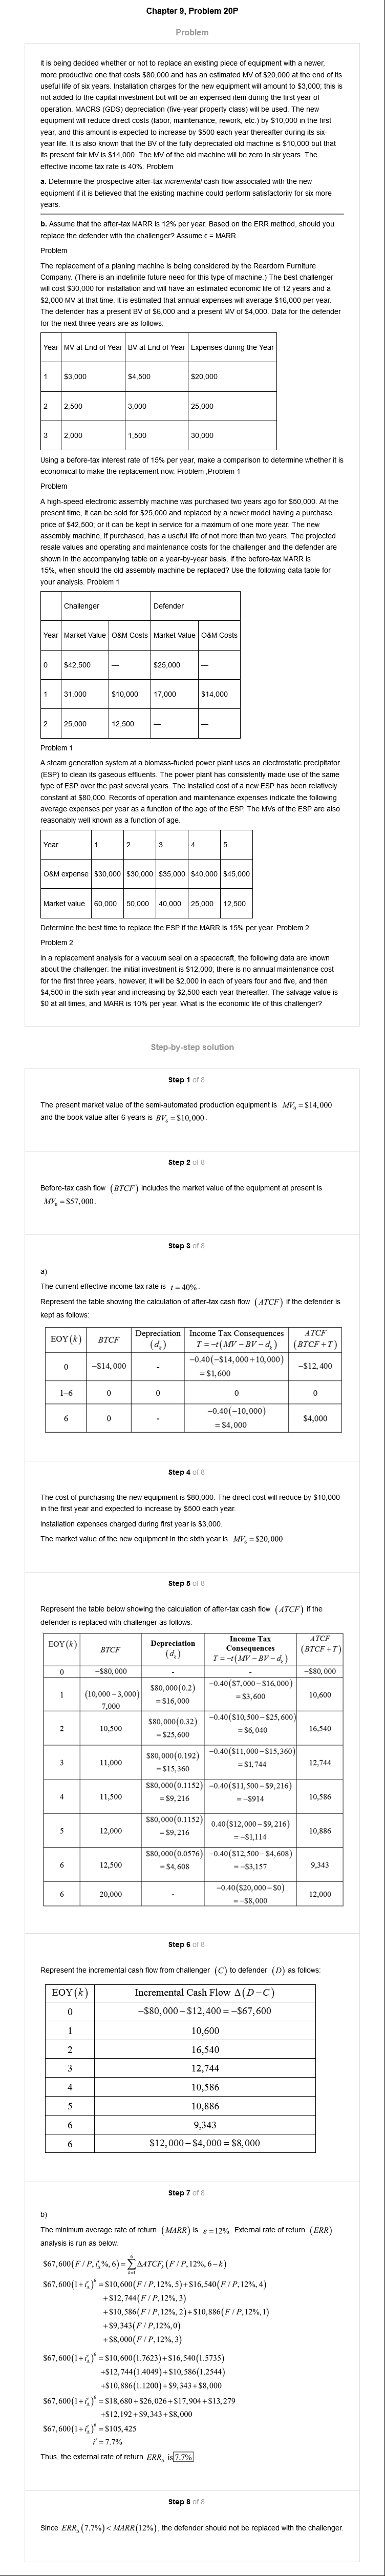 Chapter 9, Problem 20P
Problem
It is being decided whether or not to replace an existing piece of equipment with a newer,
more productive one that costs $80,000 and has an estimated MV of $20,000 at the end of its
useful life of six years. Installation charges for the new equipment will amount to $3,000; this is
not added to the capital investment but will be an expensed item during the first year of
operation. MACRS (GDS) depreciation (five-year property class) will be used. The new
equipment will reduce direct costs (labor, maintenance, rework, etc.) by $10,000 in the first
year, and this amount is expected to increase by $500 each year thereafter during its six-
year life. It is also known that the BV of the fully depreciated old machine is $10,000 but that
its present fair MV is $14,000. The MV of the old machine will be zero in six years. The
effective income tax rate is 40%. Problem
a. Determine the prospective after-tax incremental cash flow associated with the new
equipment if it is believed that the existing machine could perform satisfactorily for six more
years.
b. Assume that the after-tax MARR is 12% per year. Based on the ERR method, should you
replace the defender with the challenger? Assume ϵ = MARR.
Problem
The replacement of a planing machine is being considered by the Reardorn Furniture
Company. (There is an indefinite future need for this type of machine.) The best challenger
will cost $30,000 for installation and will have an estimated economic life of 12 years and a
$2,000 MV at that time. It is estimated that annual expenses will average $16,000 per year.
The defender has a present BV of $6,000 and a present MV of $4,000. Data for the defender
for the next three years are as follows:
Year MV at End of Year BV at End of Year Expenses during the Year
1 $3,000 $4,500 $20,000
2 2,500 3,000 25,000
3 2,000 1,500 30,000
Using a before-tax interest rate of 15% per year, make a comparison to determine whether it is
economical to make the replacement now. Problem ,Problem 1
Problem
A high-speed electronic assembly machine was purchased two years ago for $50,000. At the
present time, it can be sold for $25,000 and replaced by a newer model having a purchase
price of $42,500; or it can be kept in service for a maximum of one more year. The new
assembly machine, if purchased, has a useful life of not more than two years. The projected
resale values and operating and maintenance costs for the challenger and the defender are
shown in the accompanying table on a year-by-year basis. If the before-tax MARR is
15%, when should the old assembly machine be replaced? Use the following data table for
your analysis. Problem 1
Challenger Defender
Year Market Value O&M Costs Market Value O&M Costs
0 $42,500 — $25,000 —
1 31,000 $10,000 17,000 $14,000
2 25,000 12,500 — —
Problem 1
A steam generation system at a biomass-fueled power plant uses an electrostatic precipitator
(ESP) to clean its gaseous effluents. The power plant has consistently made use of the same
type of ESP over the past several years. The installed cost of a new ESP has been relatively
constant at $80,000. Records of operation and maintenance expenses indicate the following
average expenses per year as a function of the age of the ESP. The MVs of the ESP are also
reasonably well known as a function of age.
Year 1 2 3 4 5
O&M expense $30,000 $30,000 $35,000 $40,000 $45,000
Market value 60,000 50,000 40,000 25,000 12,500
Determine the best time to replace the ESP if the MARR is 15% per year. Problem 2
Problem 2
In a replacement analysis for a vacuum seal on a spacecraft, the following data are known
about the challenger: the initial investment is $12,000; there is no annual maintenance cost
for the first three years, however, it will be $2,000 in each of years four and five, and then
$4,500 in the sixth year and increasing by $2,500 each year thereafter. The salvage value is
$0 at all times, and MARR is 10% per year. What is the economic life of this challenger?
Step-by-step solution
Step 1 of 8
The present market value of the semi-automated production equipment is MV₀ = $14,000
and the book value after 6 years is BV₆ = $10,000.
Step 2 of 8
Before-tax cash flow (BTCF) includes the market value of the equipment at present is
MV₀ = $57,000.
Step 3 of 8
a)
The current effective income tax rate is t = 40%.
Represent the table showing the calculation of after-tax cash flow (ATCF) if the defender is
kept as follows:
EOY(k) BTCF Depreciation (dₖ) Income Tax Consequences T = −t(MV − BV − dₖ) ATCF (BTCF + T)
0 −$14,000 - −0.40(−$14,000+10,000) = $1,600 −$12,400
1–6 0 0 0 0
6 0 - −0.40(−10,000) = $4,000 $4,000
Step 4 of 8
The cost of purchasing the new equipment is $80,000. The direct cost will reduce by $10,000
in the first year and expected to increase by $500 each year.
Installation expenses charged during first year is $3,000.
The market value of the new equipment in the sixth year is MV₆ = $20,000
Step 5 of 8
Represent the table below showing the calculation of after-tax cash flow (ATCF) if the
defender is replaced with challenger as follows:
EOY(k) BTCF Depreciation (dₖ) Income Tax Consequences T = −t(MV − BV − dₖ) ATCF (BTCF + T)
0 −$80,000 - - −$80,000
1 (10,000−3,000) 7,000 $80,000(0.2) = $16,000 −0.40($7,000−$16,000) = $3,600 10,600
2 10,500 $80,000(0.32) = $25,600 −0.40($10,500−$25,600) = $6,040 16,540
3 11,000 $80,000(0.192) = $15,360 −0.40($11,000−$15,360) = $1,744 12,744
4 11,500 $80,000(0.1152) = $9,216 −0.40($11,500−$9,216) = −$914 10,586
5 12,000 $80,000(0.1152) = $9,216 0.40($12,000−$9,216) = −$1,114 10,886
6 12,500 $80,000(0.0576) = $4,608 −0.40($12,500−$4,608) = −$3,157 9,343
6 20,000 - −0.40($20,000−$0) = −$8,000 12,000
Step 6 of 8
Represent the incremental cash flow from challenger (C) to defender (D) as follows:
EOY(k) Incremental Cash Flow Δ(D−C)
0 −$80,000−$12,400 = −$67,600
1 10,600
2 16,540
3 12,744
4 10,586
5 10,886
6 9,343
6 $12,000−$4,000 = $8,000
Step 7 of 8
b)
The minimum average rate of return (MARR) is ε = 12%. External rate of return (ERR)
analysis is run as below.
$67,600(F/P, i′Δ%, 6) = Σ⁶ₖ₌₁ ΔATCFₖ(F/P,12%,6−k)
$67,600(1+i′Δ)⁶ = $10,600(F/P,12%,5)+$16,540(F/P,12%,4)
+$12,744(F/P,12%,3)
+$10,586(F/P,12%,2)+$10,886(F/P,12%,1)
+$9,343(F/P,12%,0)
+$8,000(F/P,12%,3)
$67,600(1+i′Δ)⁶ = $10,600(1.7623)+$16,540(1.5735)
+$12,744(1.4049)+$10,586(1.2544)
+$10,886(1.1200)+$9,343+$8,000
$67,600(1+i′Δ)⁶ = $18,680+$26,026+$17,904+$13,279
+$12,192+$9,343+$8,000
$67,600(1+i′Δ)⁶ = $105,425
i′ = 7.7%
Thus, the external rate of return ERRΔ is 7.7%.
Step 8 of 8
Since ERRΔ(7.7%) < MARR(12%), the defender should not be replaced with the challenger.